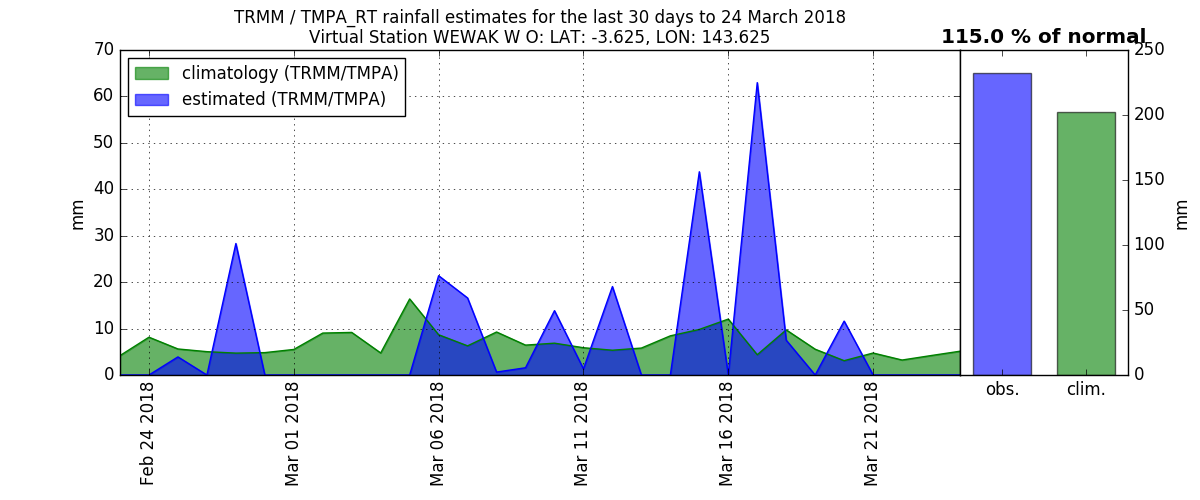 TRMM / TMPA_RT rainfall estimates for the last 30 days to 24 March 2018
Virtual Station WEWAK W O: LAT: -3.625, LON: 143.625
115.0 % of normal
climatology (TRMM/TMPA)
estimated (TRMM/TMPA)
70
60
50
40
30
20
10
0
mm
Feb 24 2018
Mar 01 2018
Mar 06 2018
Mar 11 2018
Mar 16 2018
Mar 21 2018
250
200
150
100
50
0
mm
obs.
clim.